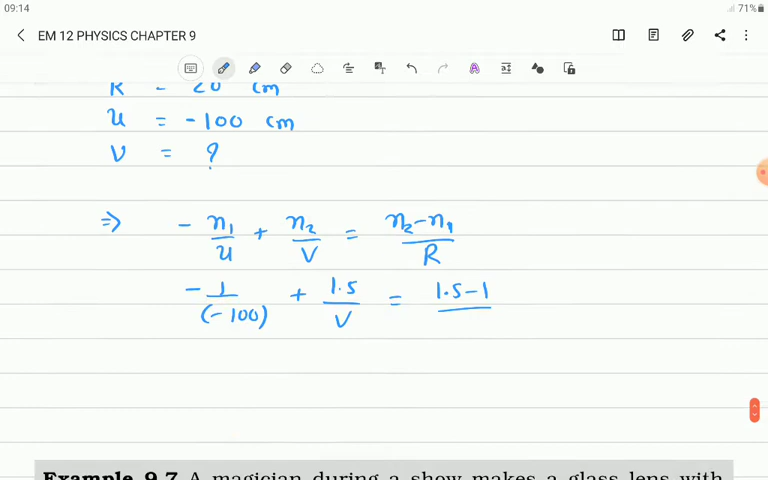 09:14 71%
EM 12 PHYSICS CHAPTER 9
R = 20 cm
u = -100 cm
v = ?
⇒ - n₁/u + n₂/v = n₂-n₁/R
- 1/(-100) + 1.5/v = 1.5-1/
Example 9.7 A magician during a show makes a glass lens with